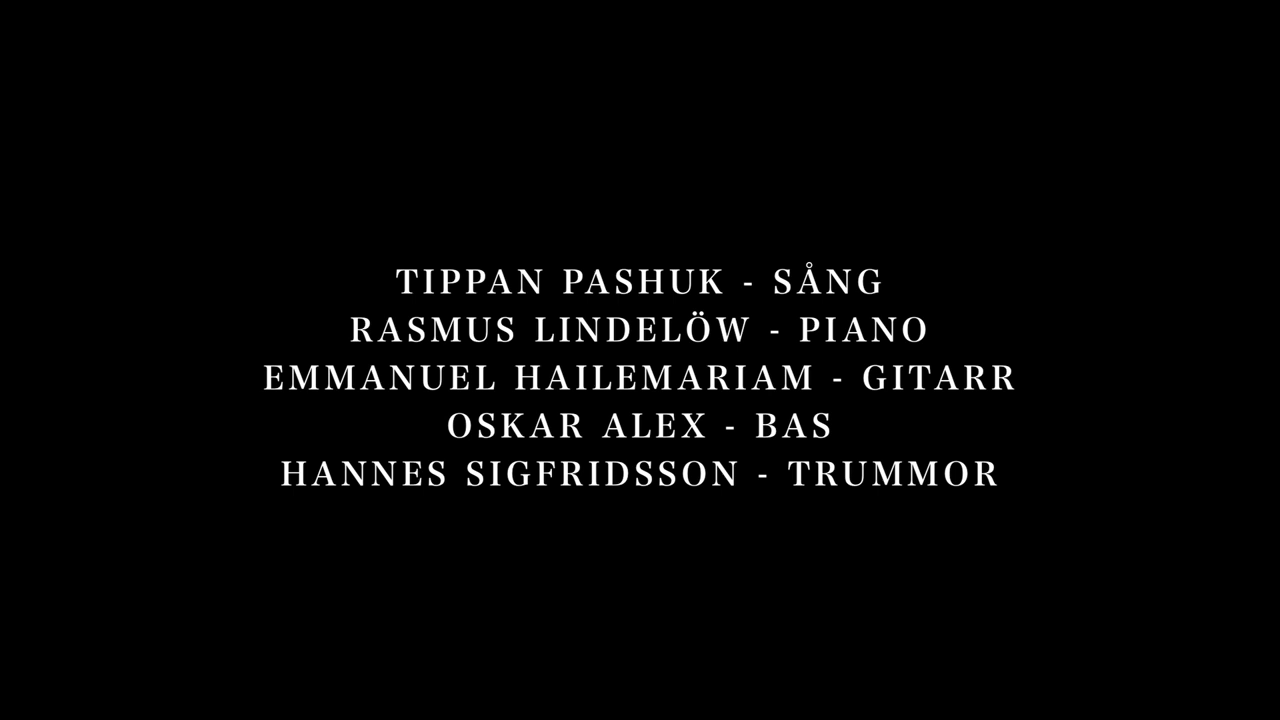 TIPPAN PASHUK - SÅNG
RASMUS LINDELÖW - PIANO
EMMANUEL HAILEMARIAM - GITARR
OSKAR ALEX - BAS
HANNES SIGFRIDSSON - TRUMMOR